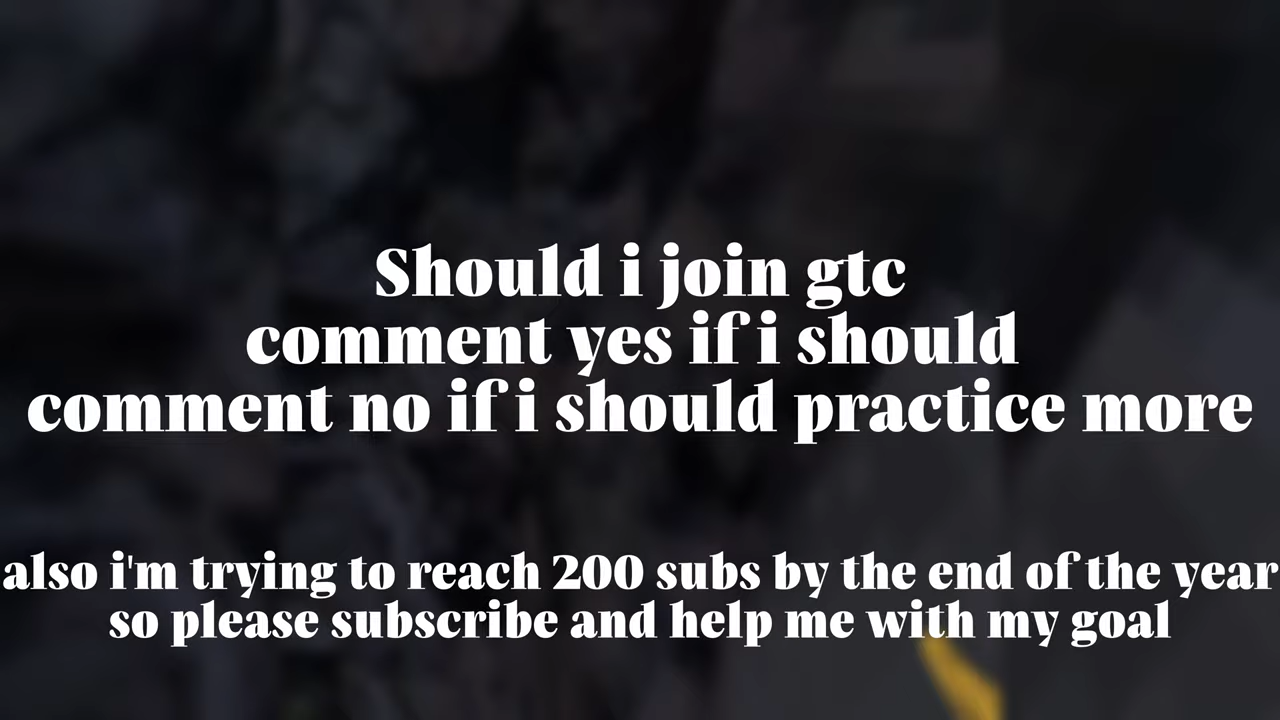 Should i join gtc
comment yes if i should
comment no if i should practice more
also i'm trying to reach 200 subs by the end of the year
so please subscribe and help me with my goal